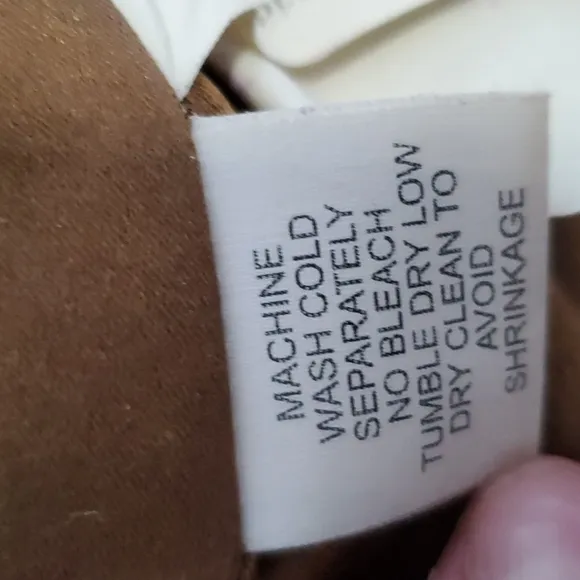 MACHINE
WASH COLD
SEPARATELY
NO BLEACH
TUMBLE DRY LOW
DRY CLEAN TO
AVOID
SHRINKAGE